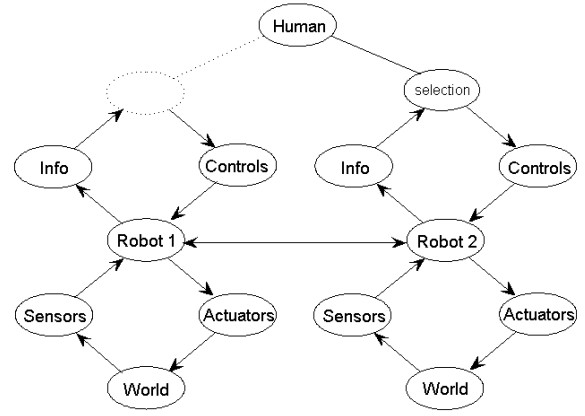 Human
selection
Info
Controls
Info
Controls
Robot 1
Robot 2
Sensors
Actuators
Sensors
Actuators
World
World